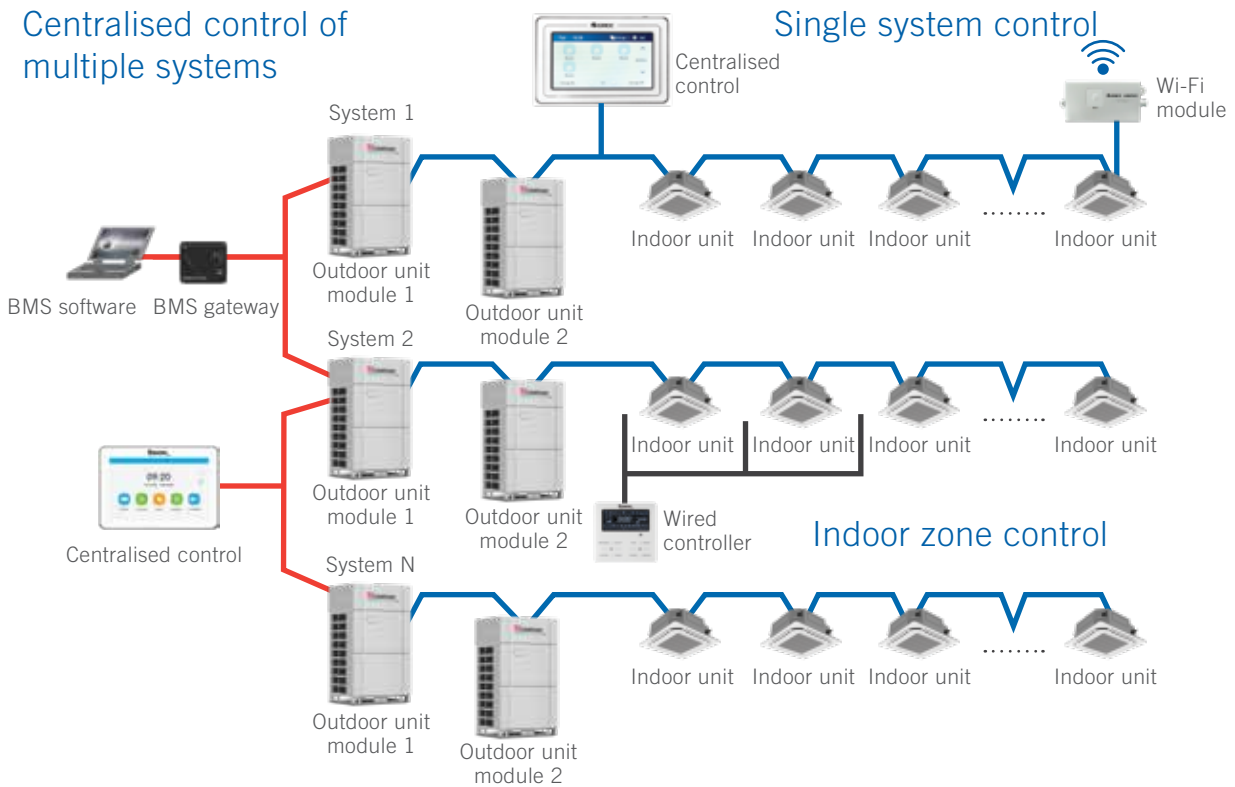 Centralised control of
multiple systems
Single system control
Centralised
control
Wi-Fi
module
System 1
Indoor unit
Indoor unit
Indoor unit
........
Indoor unit
Outdoor unit
module 1
Outdoor unit
module 2
BMS software
BMS gateway
System 2
Indoor unit
Indoor unit
Indoor unit
........
Indoor unit
Outdoor unit
module 1
Outdoor unit
module 2
09:20
Wired
controller
Indoor zone control
Centralised control
System N
Indoor unit
Indoor unit
Indoor unit
........
Indoor unit
Outdoor unit
module 1
Outdoor unit
module 2